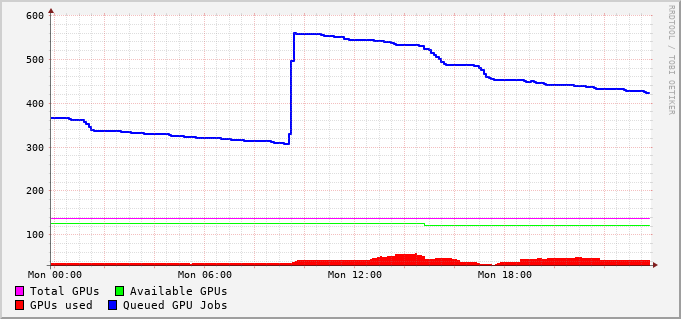 600
500
400
300
200
100
Mon 00:00 Mon 06:00 Mon 12:00 Mon 18:00
Total GPUs Available GPUs
GPUs used Queued GPU Jobs
RRDTOOL / TOBI OETIKER